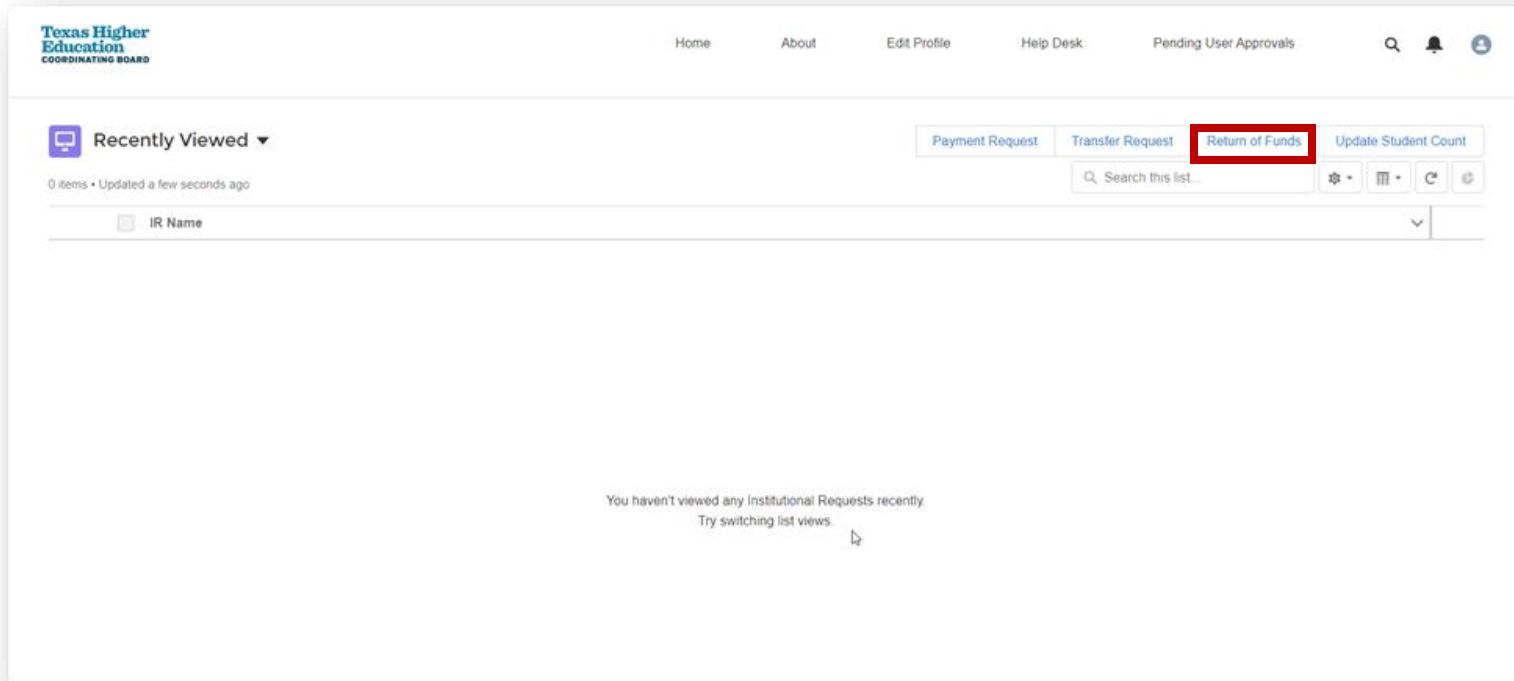 Texas Higher
Education
COORDINATING BOARD
Home About Edit Profile Help Desk Pending User Approvals
Recently Viewed
Payment Request Transfer Request Return of Funds Update Student Count
0 items • Updated a few seconds ago
Search this list...
IR Name
You haven't viewed any Institutional Requests recently.
Try switching list views.